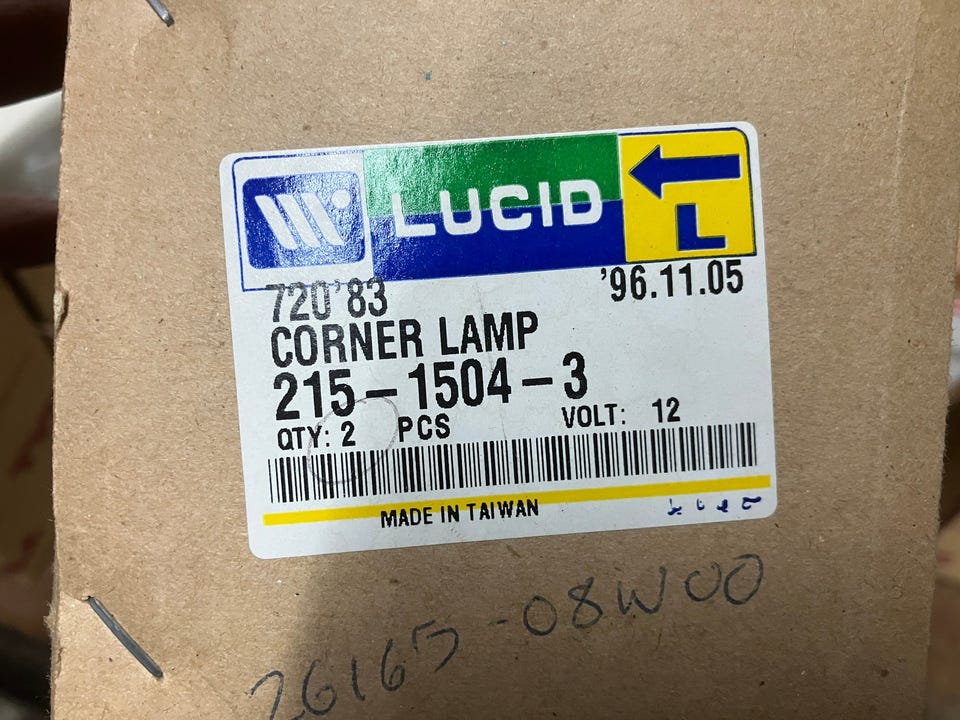 LUCID
L
720'83
'96.11.05
CORNER LAMP
215-1504-3
QTY: 2 PCS
VOLT: 12
MADE IN TAIWAN
26165-08W00